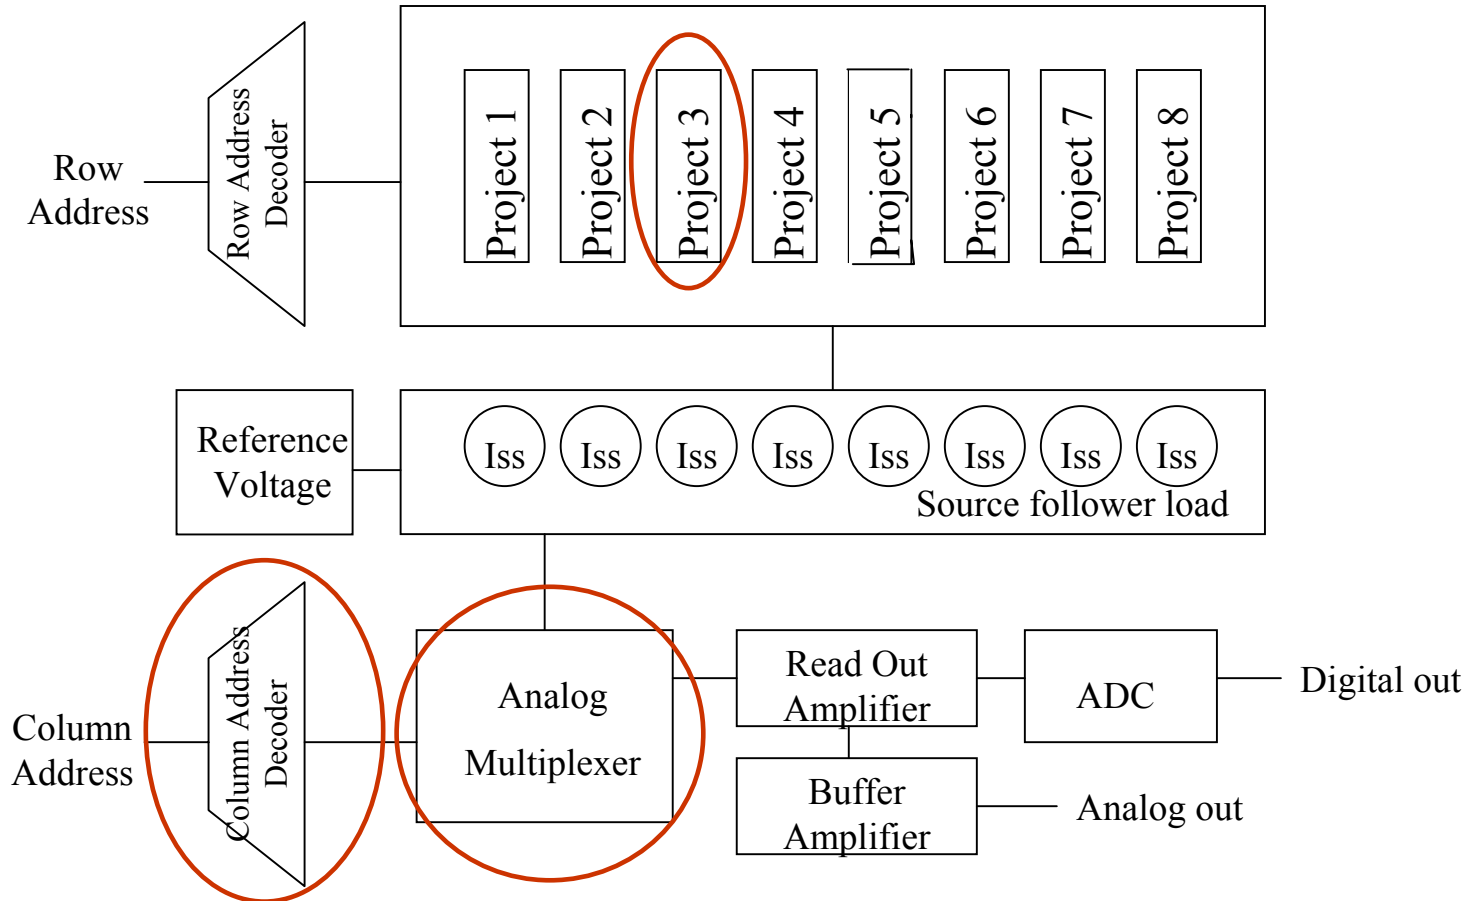 Row
Address
Row Address
Decoder
Project 1
Project 2
Project 3
Project 4
Project 5
Project 6
Project 7
Project 8
Reference
Voltage
Iss
Iss
Iss
Iss
Iss
Iss
Iss
Iss
Source follower load
Column
Address
Column Address
Decoder
Analog
Multiplexer
Read Out
Amplifier
ADC
Digital out
Buffer
Amplifier
Analog out